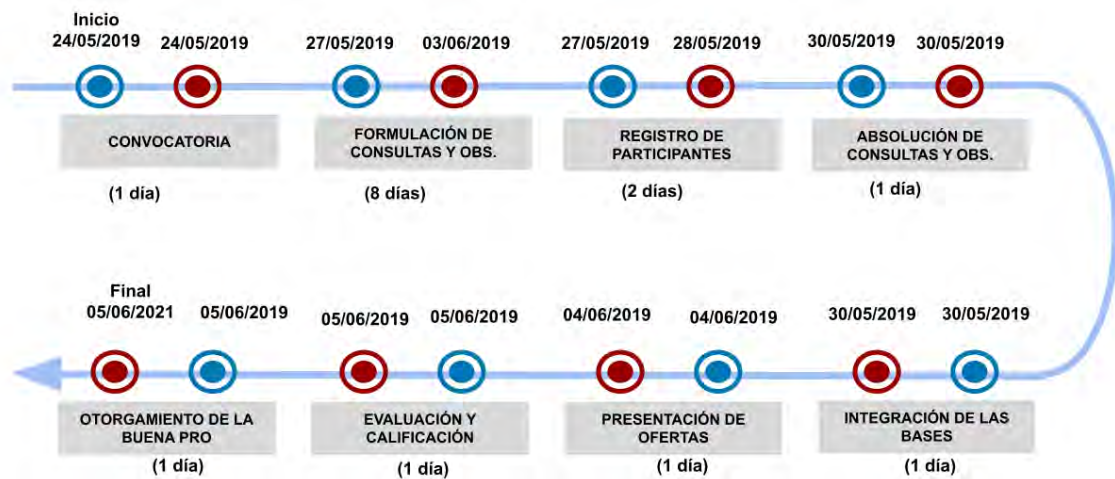 Inicio
24/05/2019 24/05/2019 27/05/2019 03/06/2019 27/05/2019 28/05/2019 30/05/2019 30/05/2019
CONVOCATORIA
(1 día)
FORMULACIÓN DE
CONSULTAS Y OBS.
(8 días)
REGISTRO DE
PARTICIPANTES
(2 días)
ABSOLUCIÓN DE
CONSULTAS Y OBS.
(1 día)
Final
05/06/2021 05/06/2019 05/06/2019 05/06/2019 04/06/2019 04/06/2019 30/05/2019 30/05/2019
OTORGAMIENTO DE LA
BUENA PRO
(1 día)
EVALUACIÓN Y
CALIFICACIÓN
(1 día)
PRESENTACIÓN DE
OFERTAS
(1 día)
INTEGRACIÓN DE LAS
BASES
(1 día)